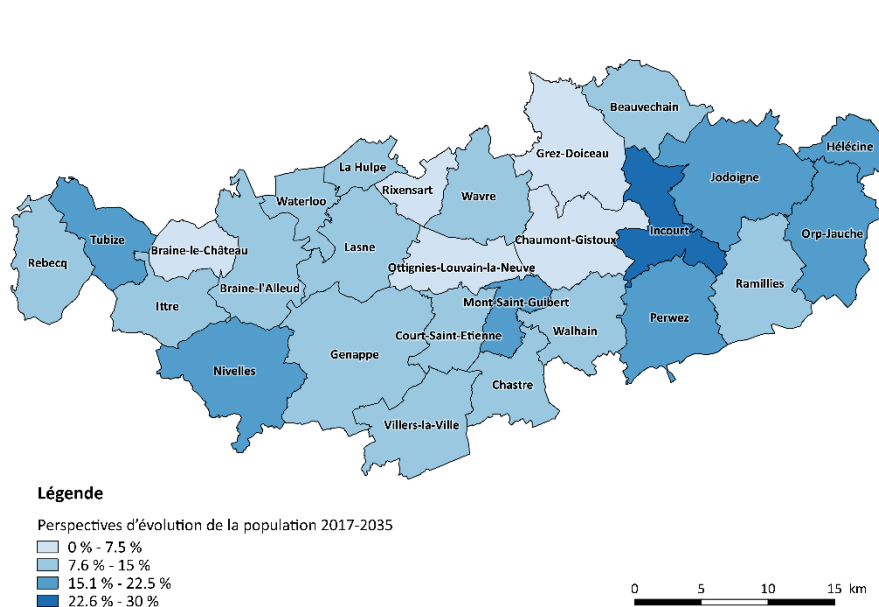 Beauvechain
Hélécine
Grez-Doiceau
La Hulpe
Jodoigne
Rixensart
Wavre
Waterloo
Incourt
Orp-Jauche
Tubize
Chaumont-Gistoux
Braine-le-Château
Lasne
Rebecq
Ottignies-Louvain-la-Neuve
Ramillies
Braine-l'Alleud
Mont-Saint-Guibert
Ittre
Perwez
Walhain
Court-Saint-Etienne
Genappe
Nivelles
Chastre
Villers-la-Ville
Légende
Perspectives d'évolution de la population 2017-2035
0 % - 7.5 %
7.6 % - 15 %
15.1 % - 22.5 %
22.6 % - 30 %
0 5 10 15 km